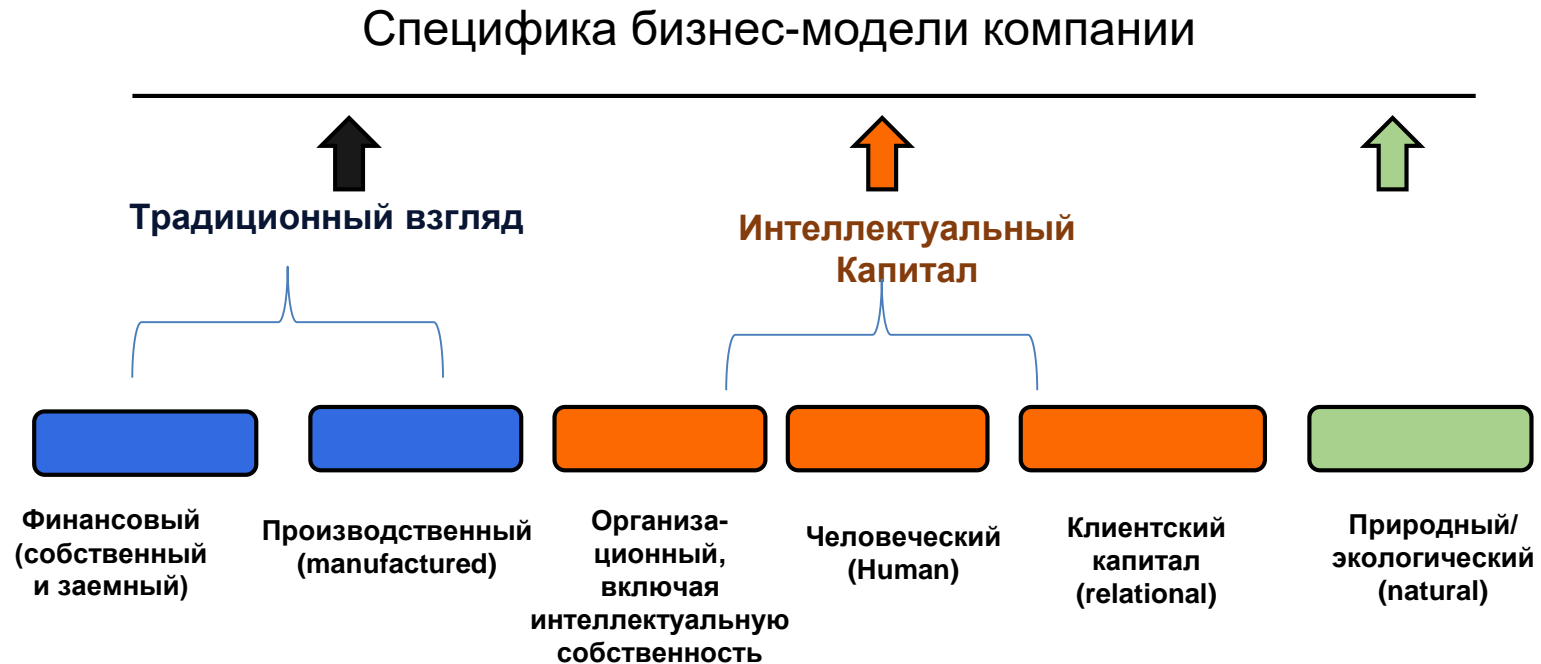 Специфика бизнес-модели компании
Традиционный взгляд
Интеллектуальный
Капитал
Финансовый
(собственный
и заемный)
Производственный
(manufactured)
Организа-
ционный,
включая
интеллектуальную
собственность
Человеческий
(Human)
Клиентский
капитал
(relational)
Природный/
экологический
(natural)